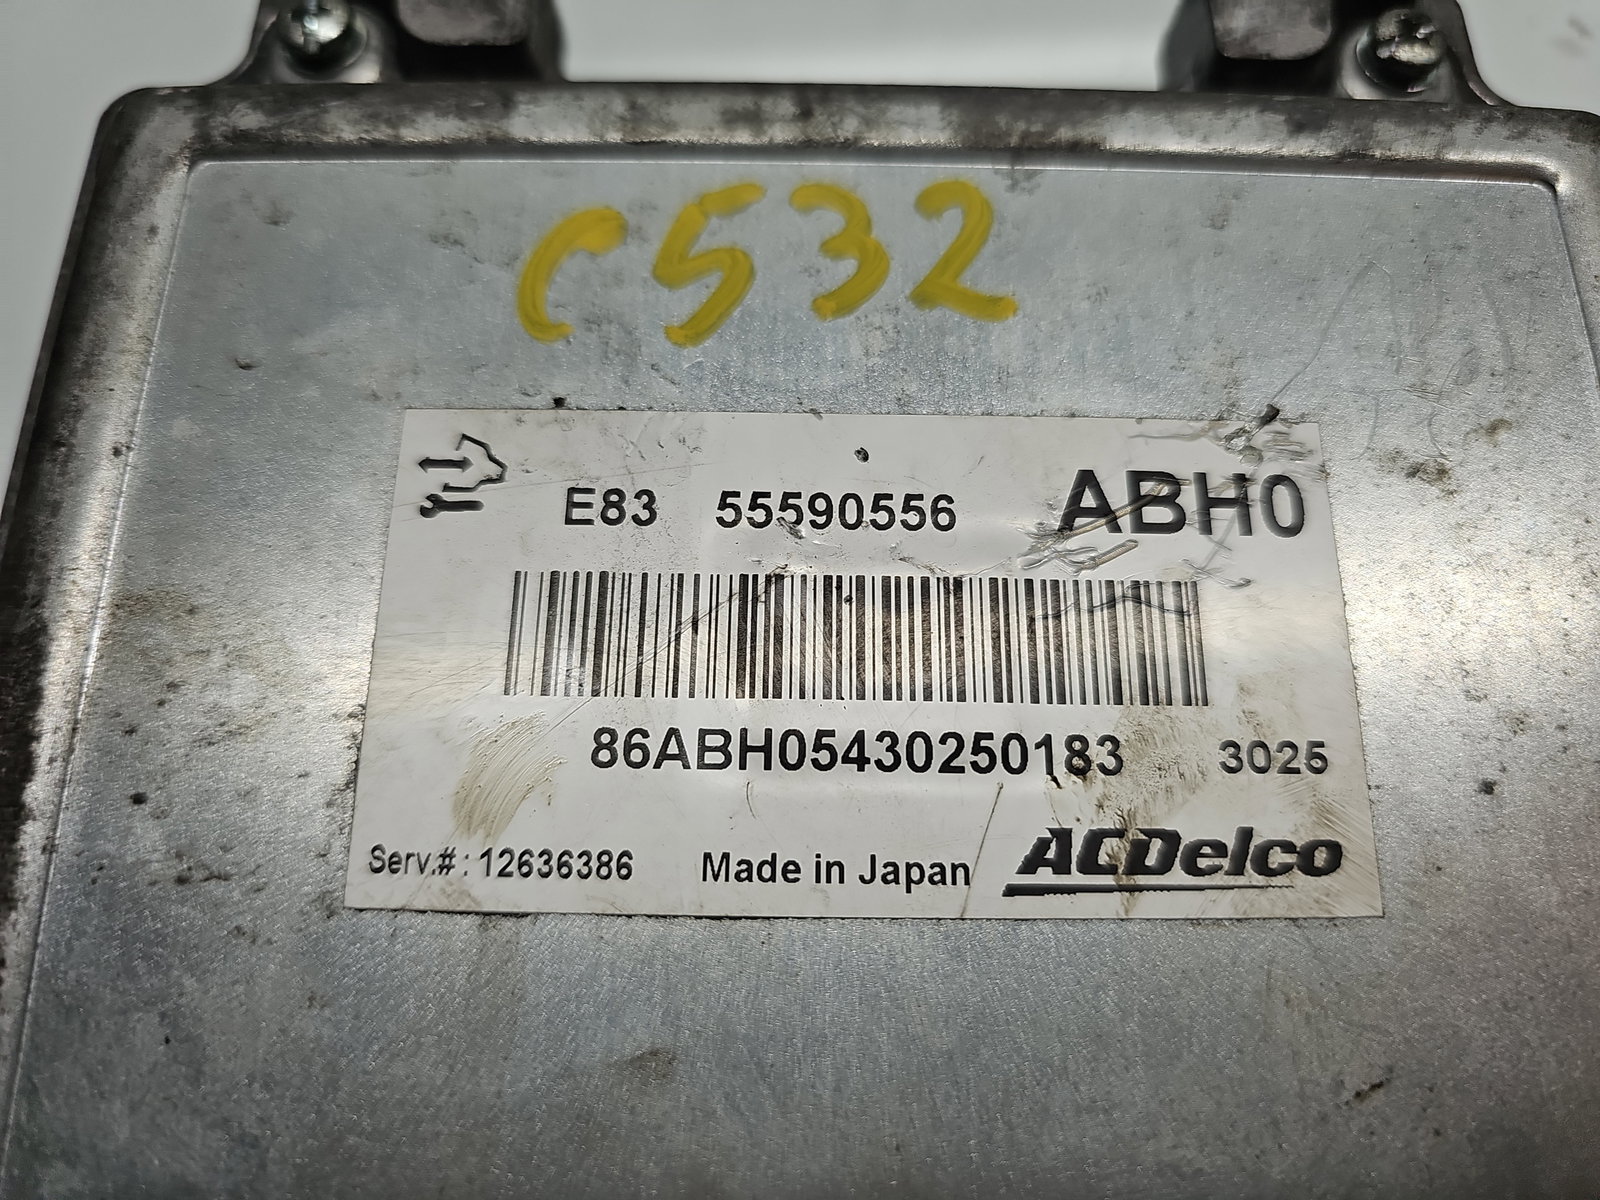 C532
E83 55590556 ABH0
86ABH05430250183 3025
Serv.#: 12636386 Made in Japan ACDelco